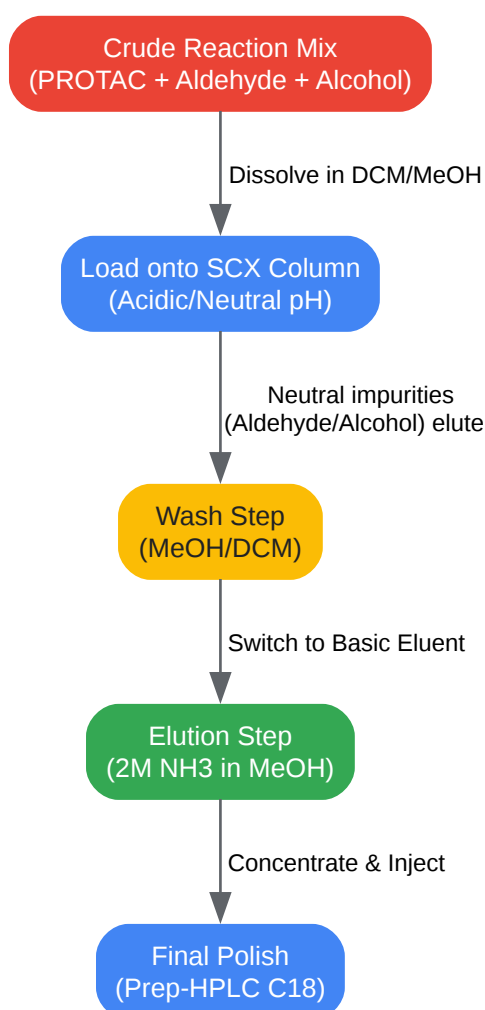 Crude Reaction Mix
(PROTAC + Aldehyde + Alcohol)
Dissolve in DCM/MeOH
Load onto SCX Column
(Acidic/Neutral pH)
Neutral impurities
(Aldehyde/Alcohol) elute
Wash Step
(MeOH/DCM)
Switch to Basic Eluent
Elution Step
(2M NH3 in MeOH)
Concentrate & Inject
Final Polish
(Prep-HPLC C18)